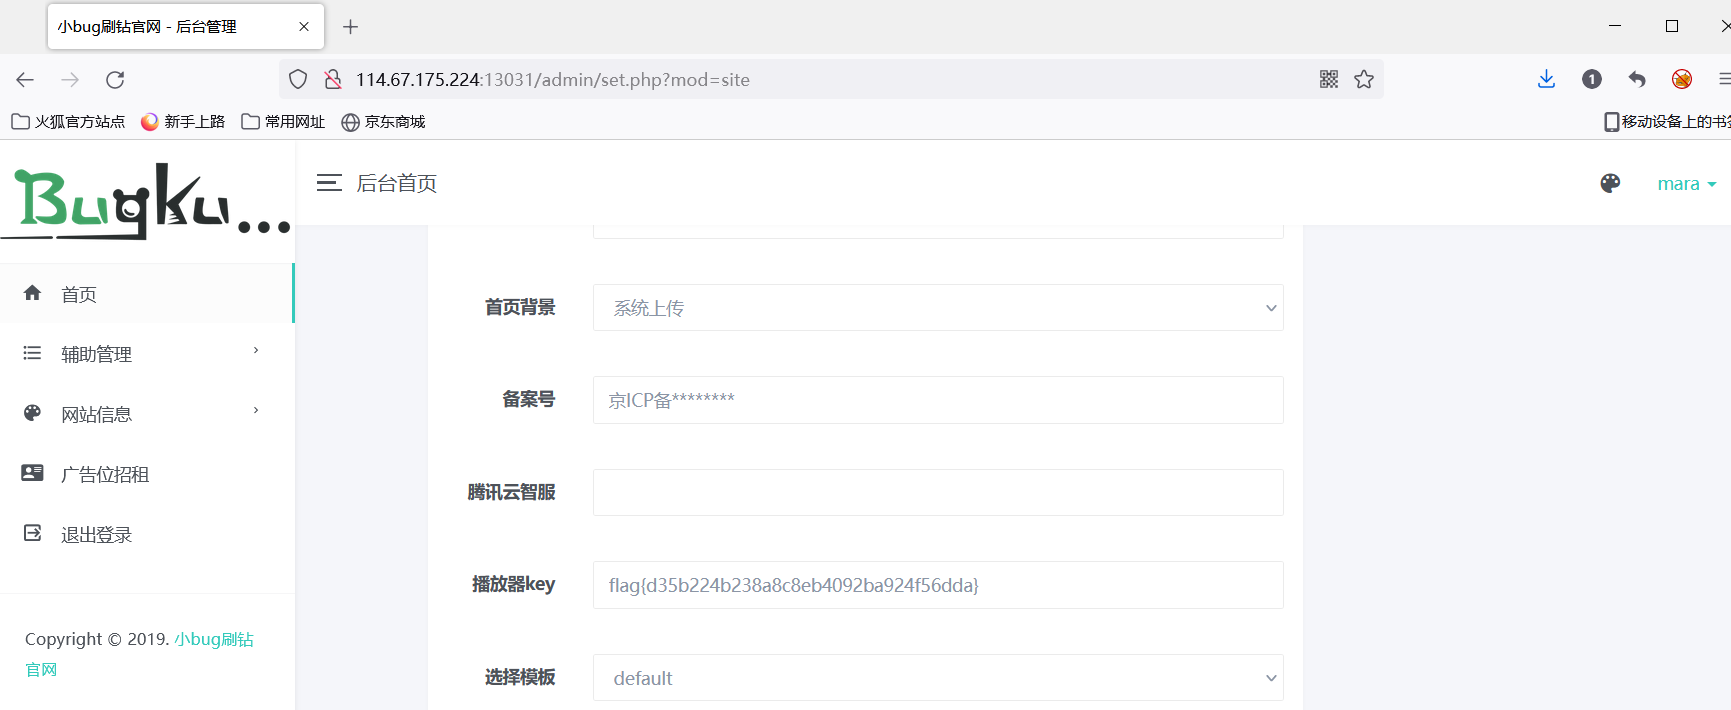 小bug刷钻官网 - 后台管理
114.67.175.224:13031/admin/set.php?mod=site
1
火狐官方站点
新手上路
常用网址
京东商城
移动设备上的书签
Bugku...
后台首页
mara
首页
辅助管理
网站信息
广告位招租
退出登录
Copyright © 2019. 小bug刷钻
官网
首页背景
系统上传
备案号
京ICP备********
腾讯云智服
播放器key
flag{d35b224b238a8c8eb4092ba924f56dda}
选择模板
default